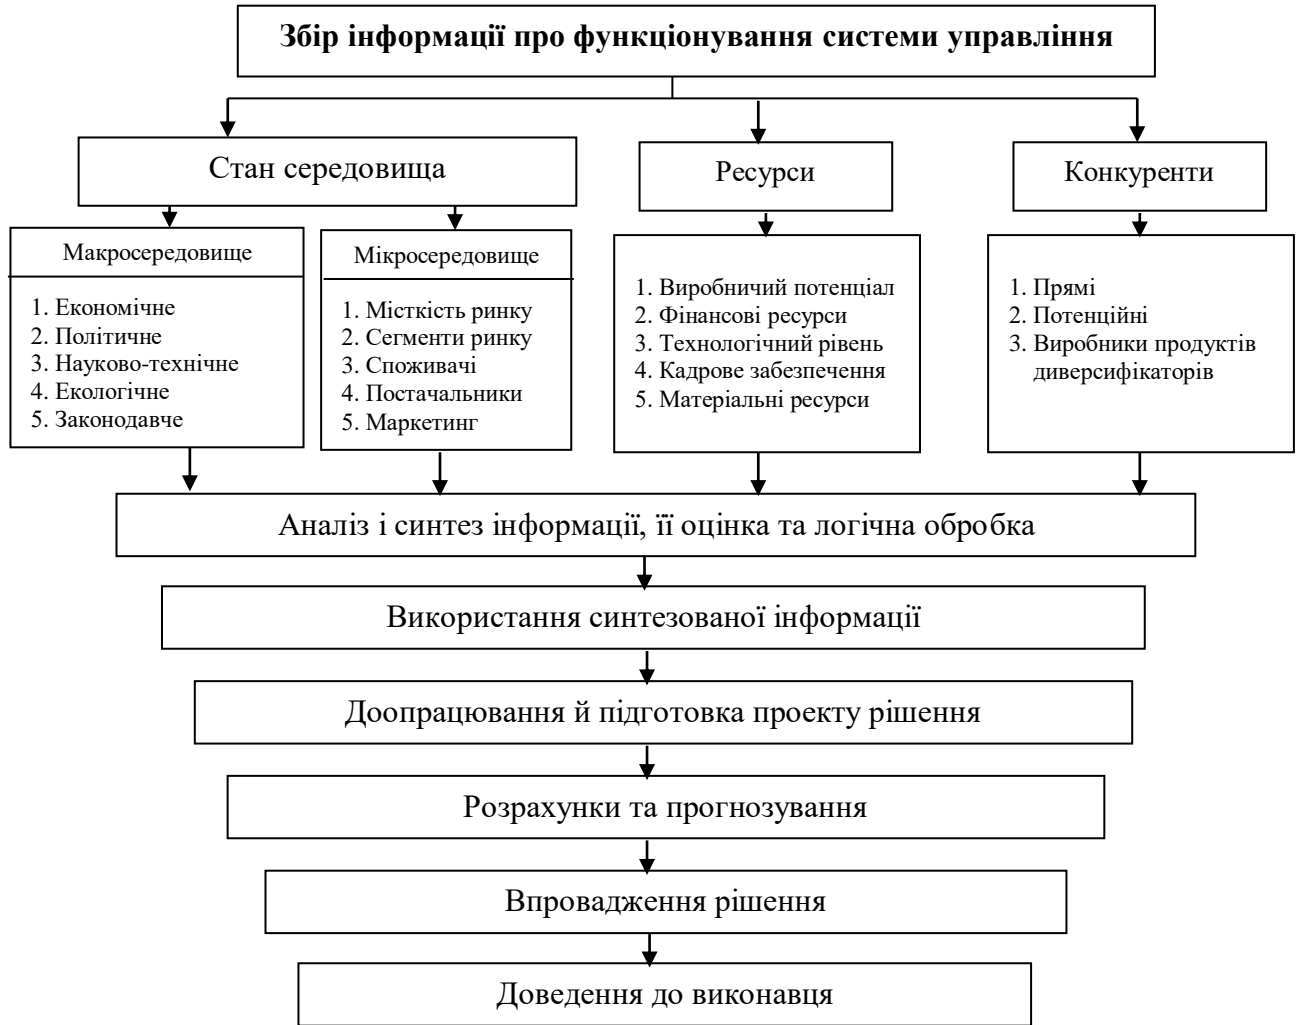 Збір інформації про функціонування системи управління
Стан середовища
Ресурси
Конкуренти
Макросередовище
1. Економічне
2. Політичне
3. Науково-технічне
4. Екологічне
5. Законодавче
Мікросередовище
1. Місткість ринку
2. Сегменти ринку
3. Споживачі
4. Постачальники
5. Маркетинг
1. Виробничий потенціал
2. Фінансові ресурси
3. Технологічний рівень
4. Кадрове забезпечення
5. Матеріальні ресурси
1. Прямі
2. Потенційні
3. Виробники продуктів
диверсифікаторів
Аналіз і синтез інформації, її оцінка та логічна обробка
Використання синтезованої інформації
Доопрацювання й підготовка проекту рішення
Розрахунки та прогнозування
Впровадження рішення
Доведення до виконавця